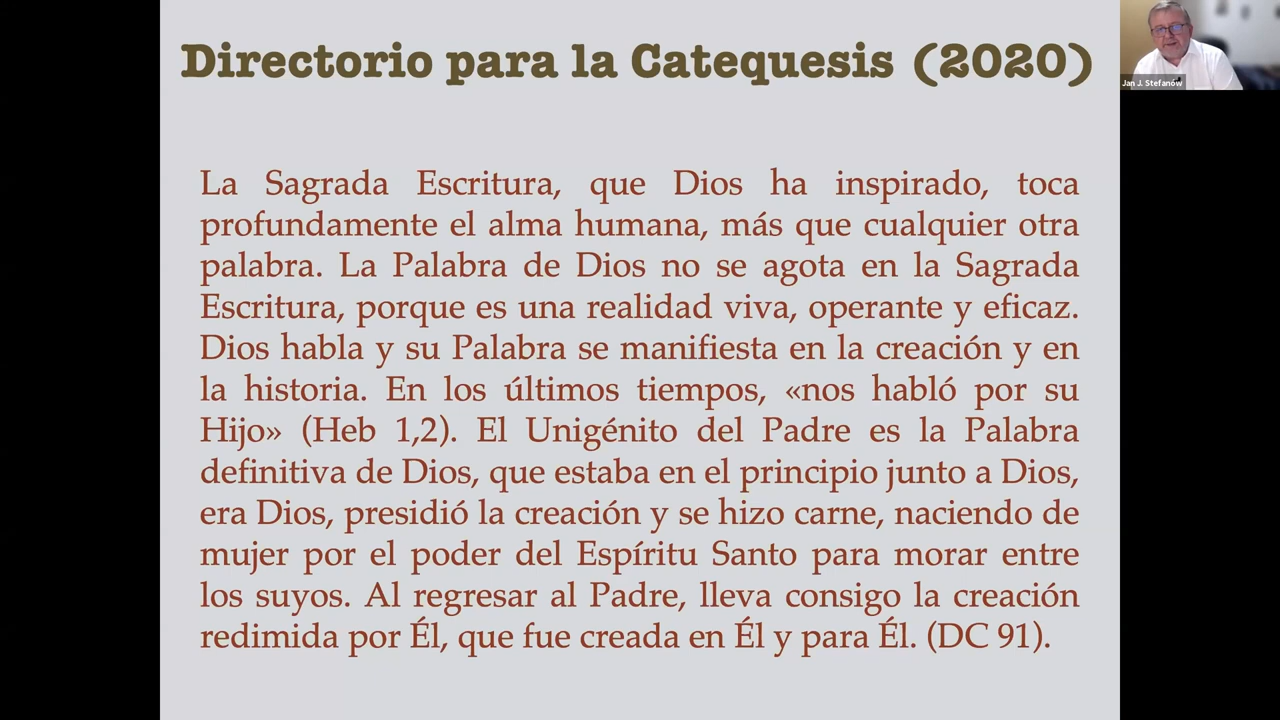 Directorio para la Catequesis (2020)
La Sagrada Escritura, que Dios ha inspirado, toca
profundamente el alma humana, más que cualquier otra
palabra. La Palabra de Dios no se agota en la Sagrada
Escritura, porque es una realidad viva, operante y eficaz.
Dios habla y su Palabra se manifiesta en la creación y en
la historia. En los últimos tiempos, «nos habló por su
Hijo» (Heb 1,2). El Unigénito del Padre es la Palabra
definitiva de Dios, que estaba en el principio junto a Dios,
era Dios, presidió la creación y se hizo carne, naciendo de
mujer por el poder del Espíritu Santo para morar entre
los suyos. Al regresar al Padre, lleva consigo la creación
redimida por Él, que fue creada en Él y para Él. (DC 91).
Jan J. Stefanów